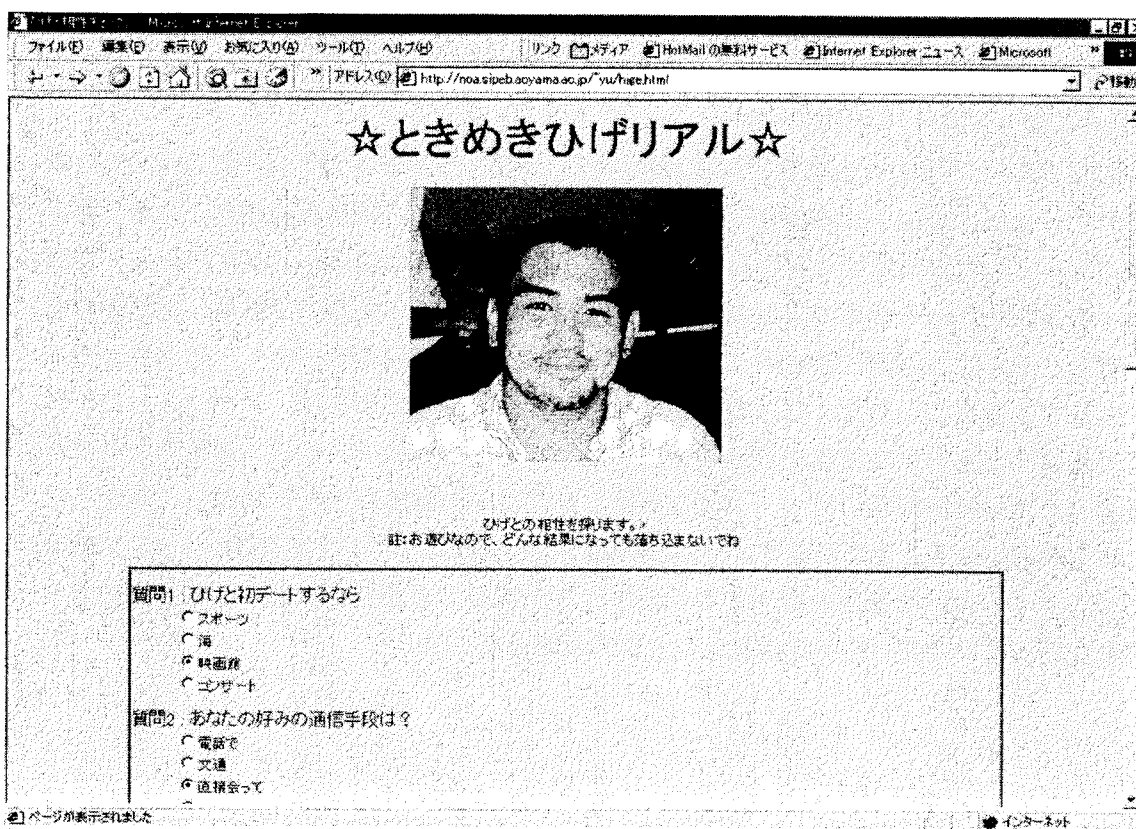 ファイル(F) 編集(E) 表示(V) お気に入り(A) ツール(T) ヘルプ(H) リンク メディア HotMail の無料サービス Internet Explorer ニュース Microsoft »
» アドレス(D) http://noa.sipeb.aoyama.ac.jp/~yu/hige.html 移動
☆ときめきひげリアル☆
ひげとの相性を探ります。
註:お遊びなので、どんな結果になっても落ち込まないでね
質問1 ひげと初デートするなら
スポーツ
海
映画館
コンサート
質問2 あなたの好みの通信手段は?
電話で
文通
直接会って
ページが表示されました インターネット